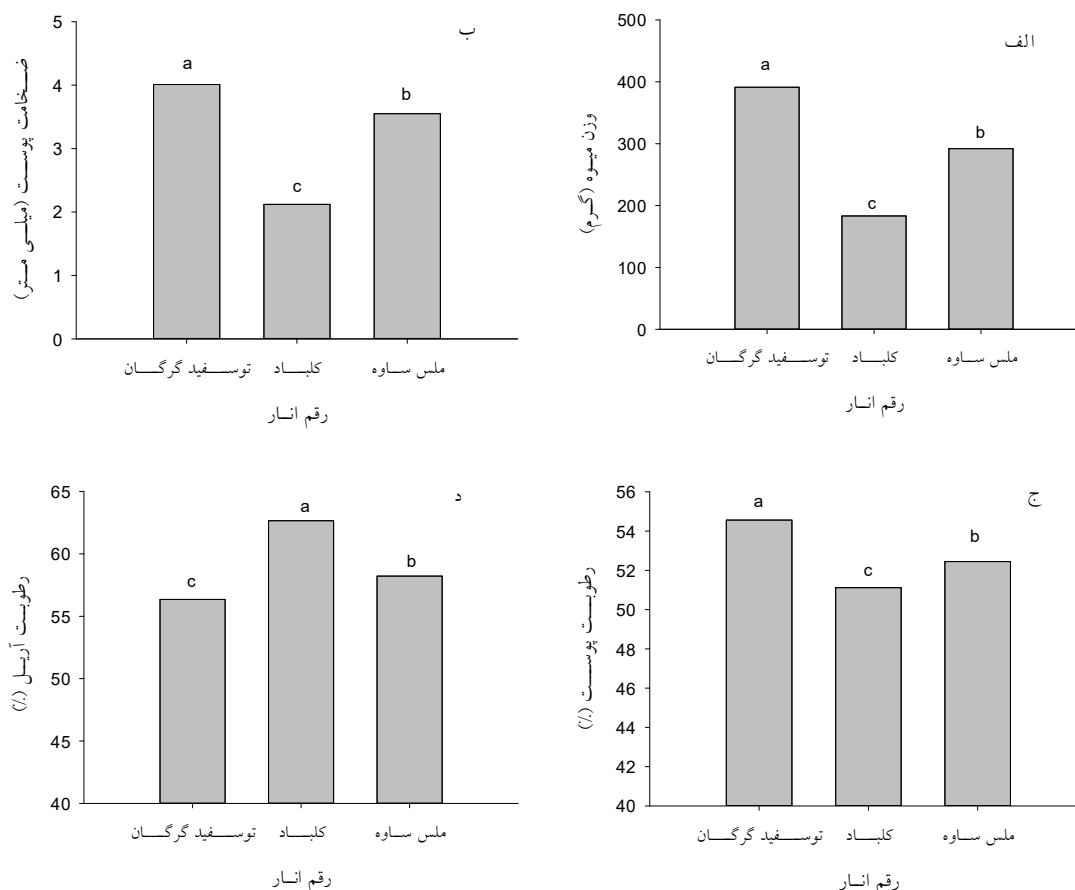 الف
وزن میوه (گرم)
500
400
300
200
100
0
a
c
b
توسفید گرگان
کلباد
ملس ساوه
رقم انار
ب
ضخامت پوست (میلی متر)
5
4
3
2
1
0
a
c
b
توسفید گرگان
کلباد
ملس ساوه
رقم انار
ج
رطوبت پوست (%)
56
54
52
50
48
46
44
42
40
a
c
b
توسفید گرگان
کلباد
ملس ساوه
رقم انار
د
رطوبت آریل (%)
65
60
55
50
45
40
c
a
b
توسفید گرگان
کلباد
ملس ساوه
رقم انار